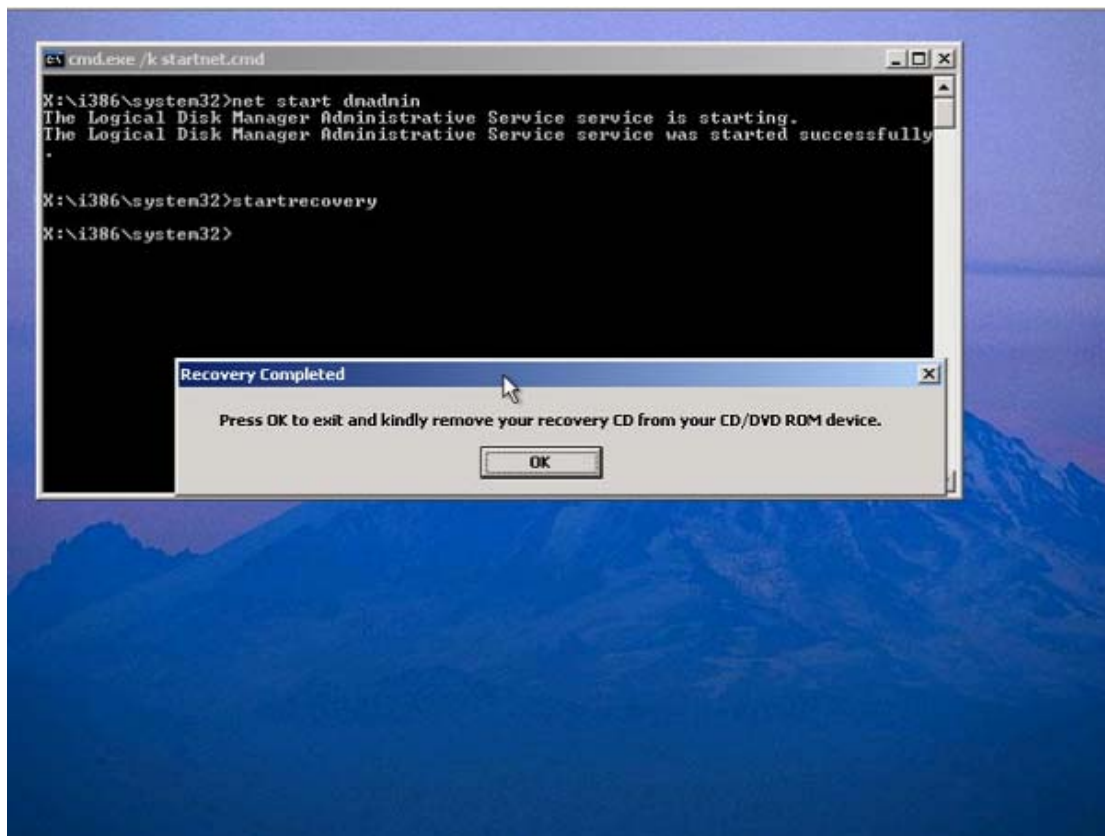 cmd.exe /k startnet.cmd
X:\i386\system32>net start dmadmin
The Logical Disk Manager Administrative Service service is starting.
The Logical Disk Manager Administrative Service service was started successfully
.
X:\i386\system32>startrecovery
X:\i386\system32>
Recovery Completed
Press OK to exit and kindly remove your recovery CD from your CD/DVD ROM device.
OK